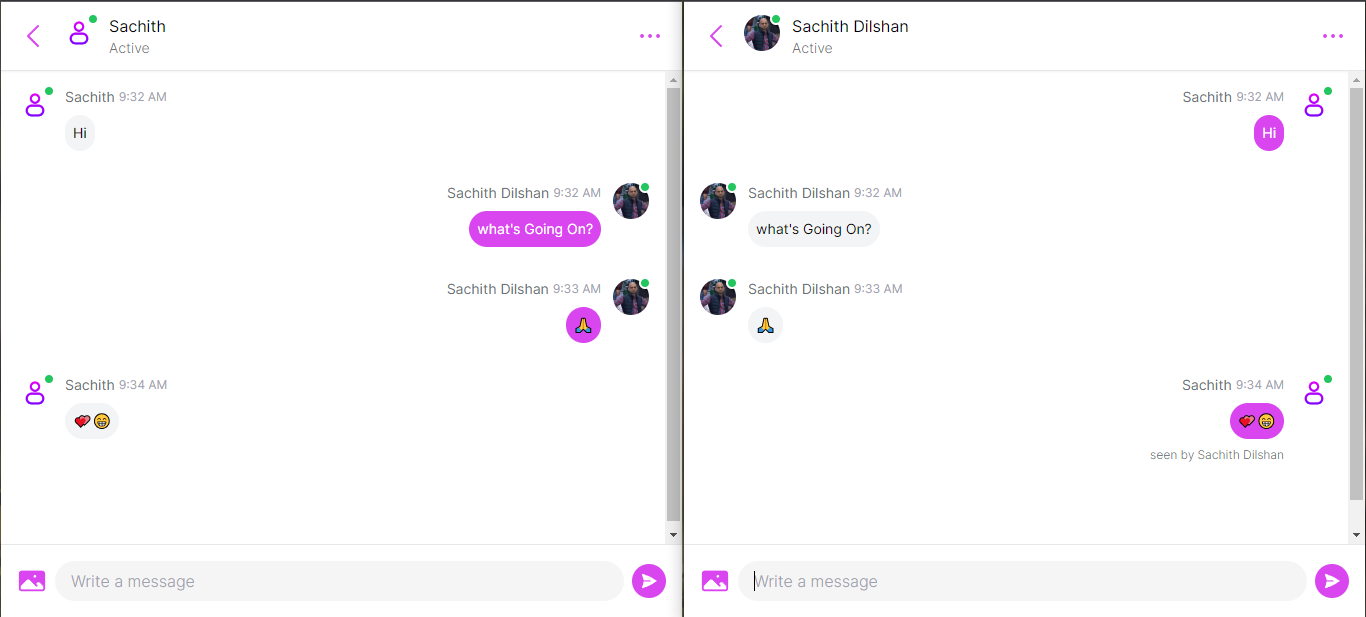 Sachith
Active
Sachith 9:32 AM
Hi
Sachith Dilshan 9:32 AM
what's Going On?
Sachith Dilshan 9:33 AM
🙏
Sachith 9:34 AM
💕😁
Write a message
Sachith Dilshan
Active
Sachith 9:32 AM
Hi
Sachith Dilshan 9:32 AM
what's Going On?
Sachith Dilshan 9:33 AM
🙏
Sachith 9:34 AM
💕😁
seen by Sachith Dilshan
Write a message